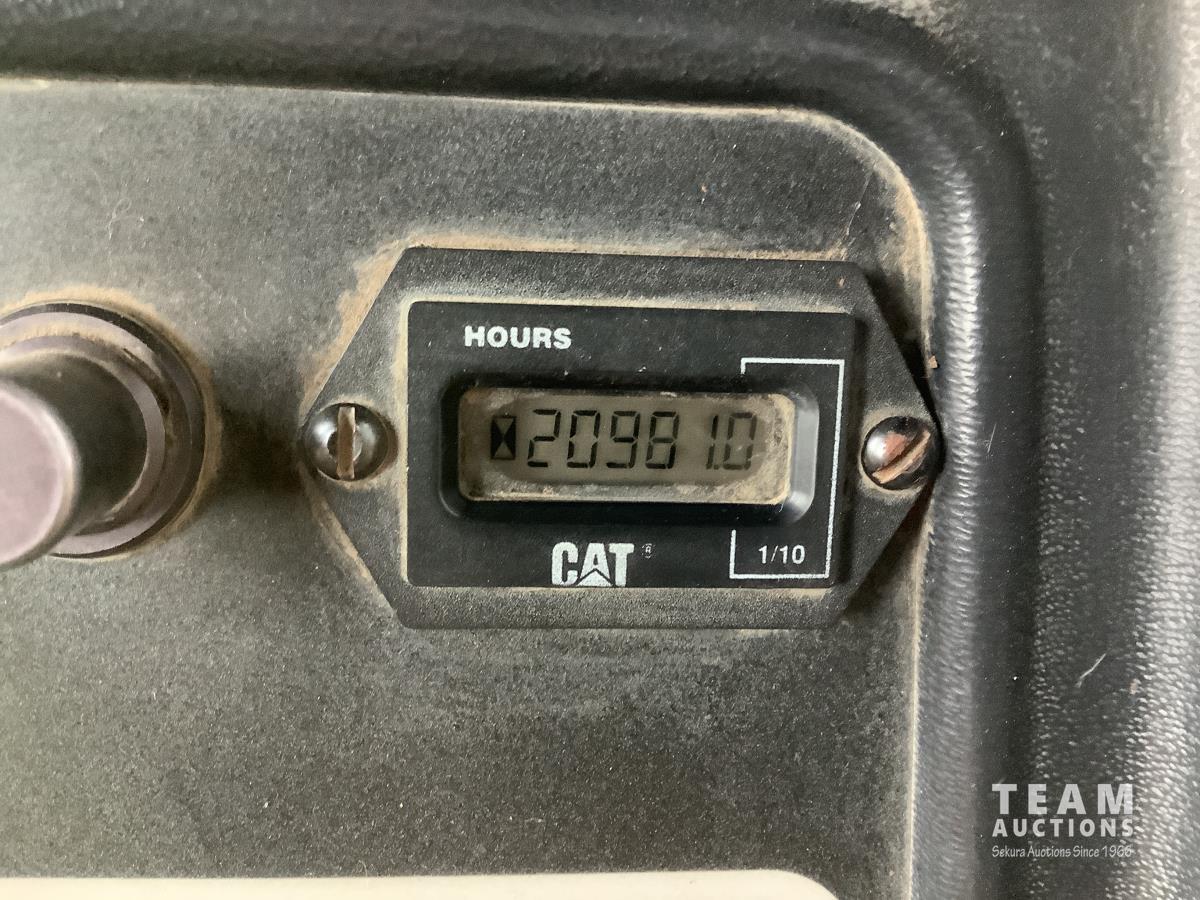 HOURS
20981.0
CAT®
1/10
TEAM
AUCTIONS
Sekura Auctions Since 1966